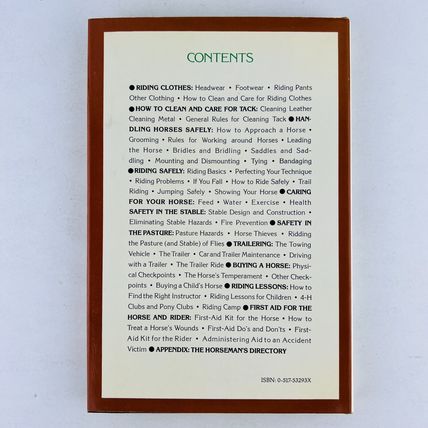 CONTENTS
● RIDING CLOTHES: Headwear • Footwear • Riding Pants
Other Clothing • How to Clean and Care for Riding Clothes
● HOW TO CLEAN AND CARE FOR TACK: Cleaning Leather
Cleaning Metal • General Rules for Cleaning Tack ● HAN-
DLING HORSES SAFELY: How to Approach a Horse •
• Grooming • Rules for Working around Horses • Leading
the Horse • Bridles and Bridling • Saddles and Sad-
dling • Mounting and Dismounting • Tying • Bandaging
● RIDING SAFELY: Riding Basics • Perfecting Your Technique
• Riding Problems • If You Fall • How to Ride Safely • Trail
Riding • Jumping Safely • Showing Your Horse ● CARING
FOR YOUR HORSE: Feed • Water • Exercise • Health
SAFETY IN THE STABLE: Stable Design and Construction •
Eliminating Stable Hazards • Fire Prevention ● SAFETY IN
THE PASTURE: Pasture Hazards • Horse Thieves • Ridding
the Pasture (and Stable) of Flies ● TRAILERING: The Towing
Vehicle • The Trailer • Car and Trailer Maintenance • Driving
with a Trailer • The Trailer Ride ● BUYING A HORSE: Physi-
cal Checkpoints • The Horse's Temperament • Other Check-
points • Buying a Child's Horse ● RIDING LESSONS: How to
Find the Right Instructor • Riding Lessons for Children • 4-H
Clubs and Pony Clubs • Riding Camp ● FIRST AID FOR THE
HORSE AND RIDER: First-Aid Kit for the Horse • How to
Treat a Horse's Wounds • First-Aid Do's and Don'ts • First-
Aid Kit for the Rider • Administering Aid to an Accident
Victim ● APPENDIX: THE HORSEMAN'S DIRECTORY
ISBN: 0-517-53293X